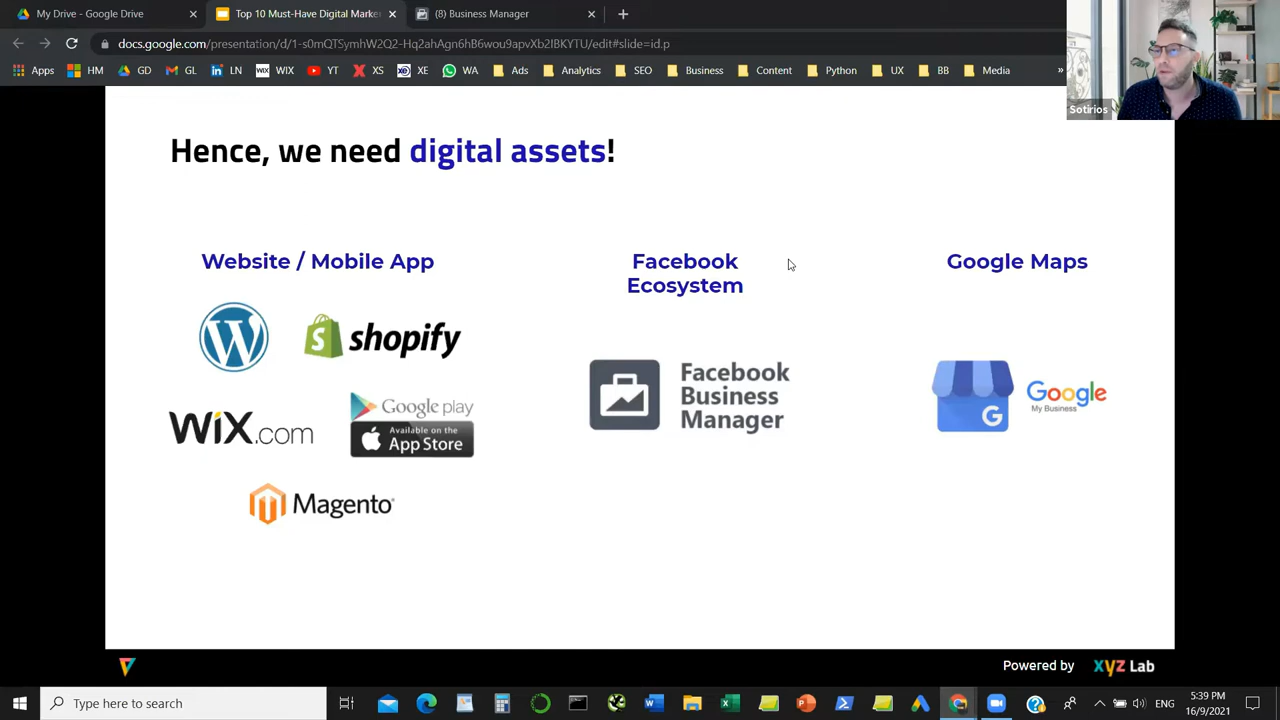 My Drive - Google Drive
Top 10 Must-Have Digital Marke
(8) Business Manager
docs.google.com/presentation/d/1-s0mQTSymhW2Q2-Hq2ahAgn6hB6wou9apvXb2IBKYTU/edit#slide=id.p
Apps HM GD GL LN WIX YT XS XE WA Ads Analytics SEO Business Content Python UX BB Media »
Sotirios
Hence, we need digital assets!
Website / Mobile App
WordPress
shopify
WiX.com
Google play
Available on the
App Store
Magento
Facebook
Ecosystem
Facebook
Business
Manager
Google Maps
G
Google
My Business
Powered by XYZ Lab
Type here to search
ENG
5:39 PM
16/9/2021